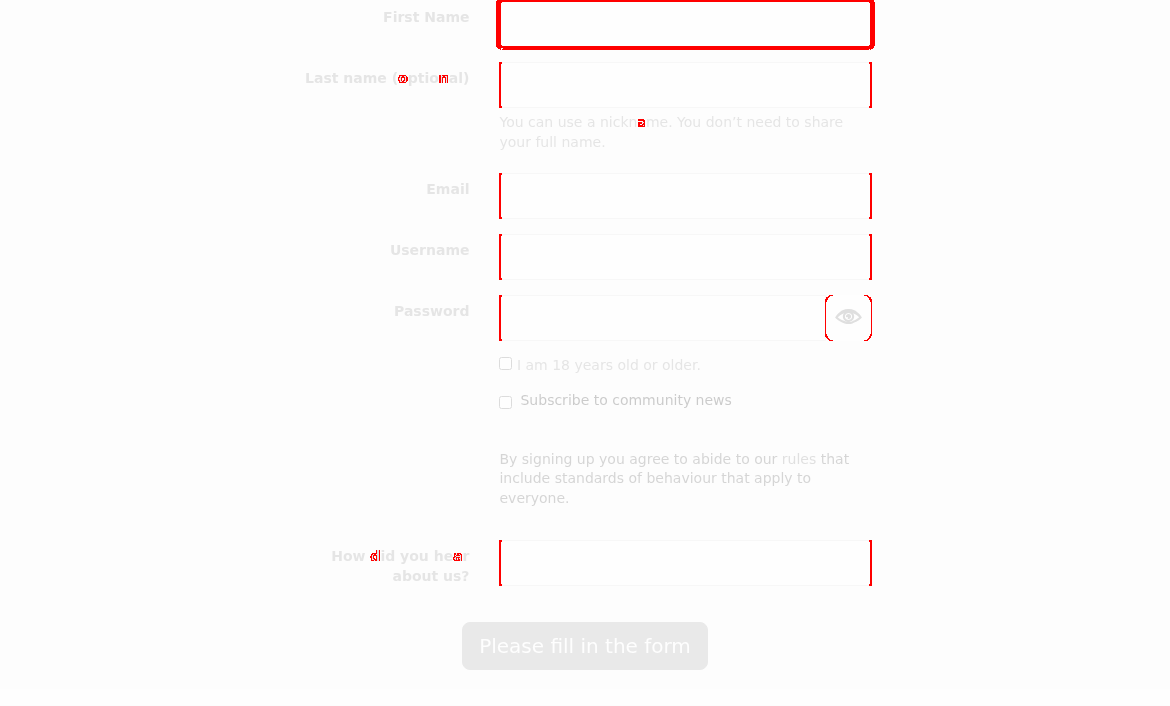 First Name
Last name (optional)
You can use a nickname. You don’t need to share
your full name.
Email
Username
Password
I am 18 years old or older.
Subscribe to community news
By signing up you agree to abide to our rules that
include standards of behaviour that apply to
everyone.
How did you hear
about us?
Please fill in the form